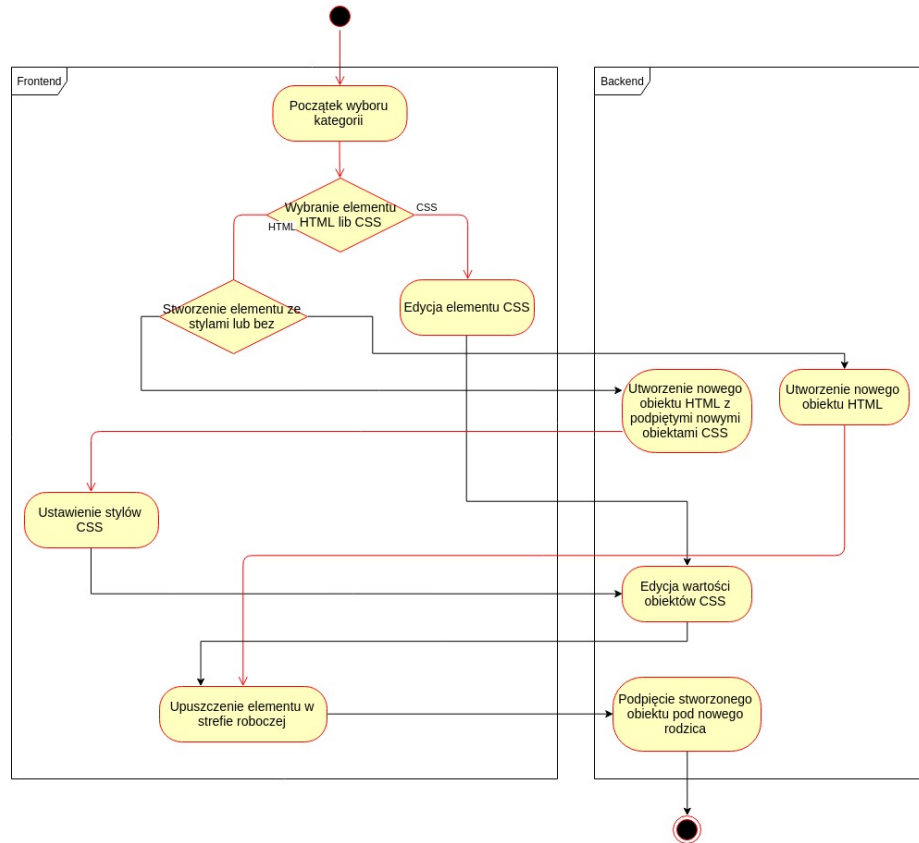 Frontend
Backend
Początek wyboru
kategorii
Wybranie elementu
HTML lib CSS
CSS
HTML
Stworzenie elementu ze
stylami lub bez
Edycja elementu CSS
Utworzenie nowego
obiektu HTML z
podpiętymi nowymi
obiektami CSS
Utworzenie nowego
obiektu HTML
Ustawienie stylów
CSS
Edycja wartości
obiektów CSS
Upuszczenie elementu w
strefie roboczej
Podpięcie stworzonego
obiektu pod nowego
rodzica